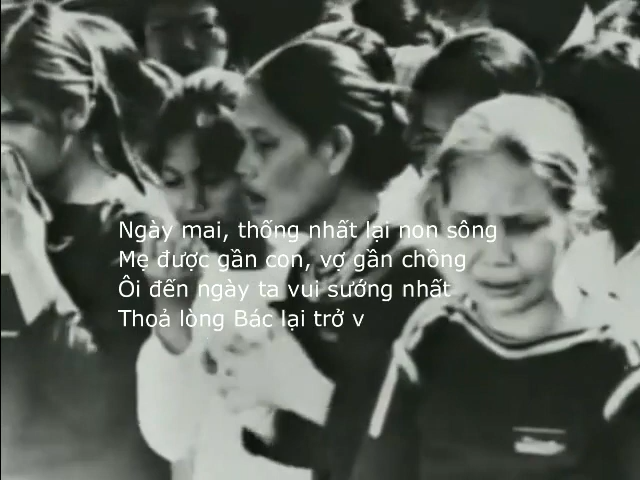 Ngày mai, thống nhất lại non sông
Mẹ được gần con, vợ gần chồng
Ôi đến ngày ta vui sướng nhất
Thoả lòng Bác lại trở v